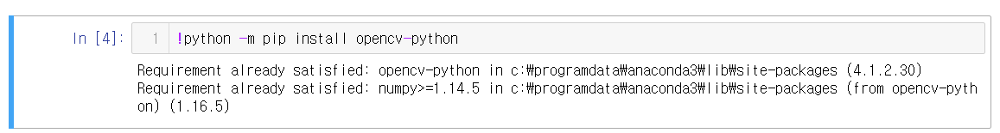 In [4]: 1 !python -m pip install opencv-python
Requirement already satisfied: opencv-python in c:₩programdata₩anaconda3₩lib₩site-packages (4.1.2.30)
Requirement already satisfied: numpy>=1.14.5 in c:₩programdata₩anaconda3₩lib₩site-packages (from opencv-pyth
on) (1.16.5)